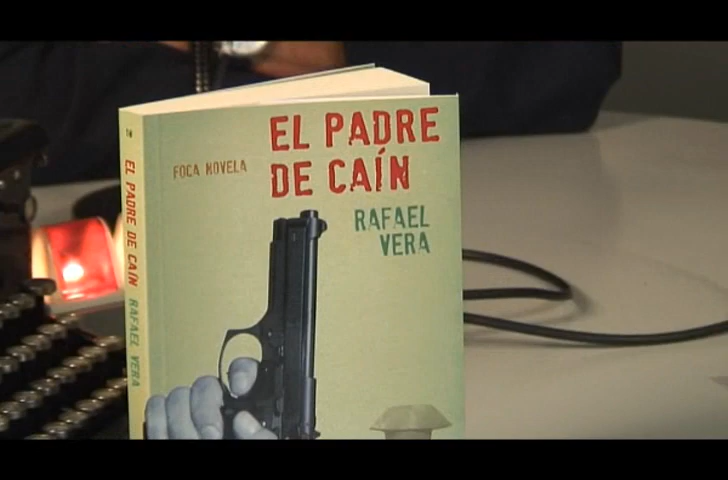 EL PADRE
DE CAÍN
FOCA NOVELA
RAFAEL
VERA
EL PADRE DE CAÍN RAFAEL VERA